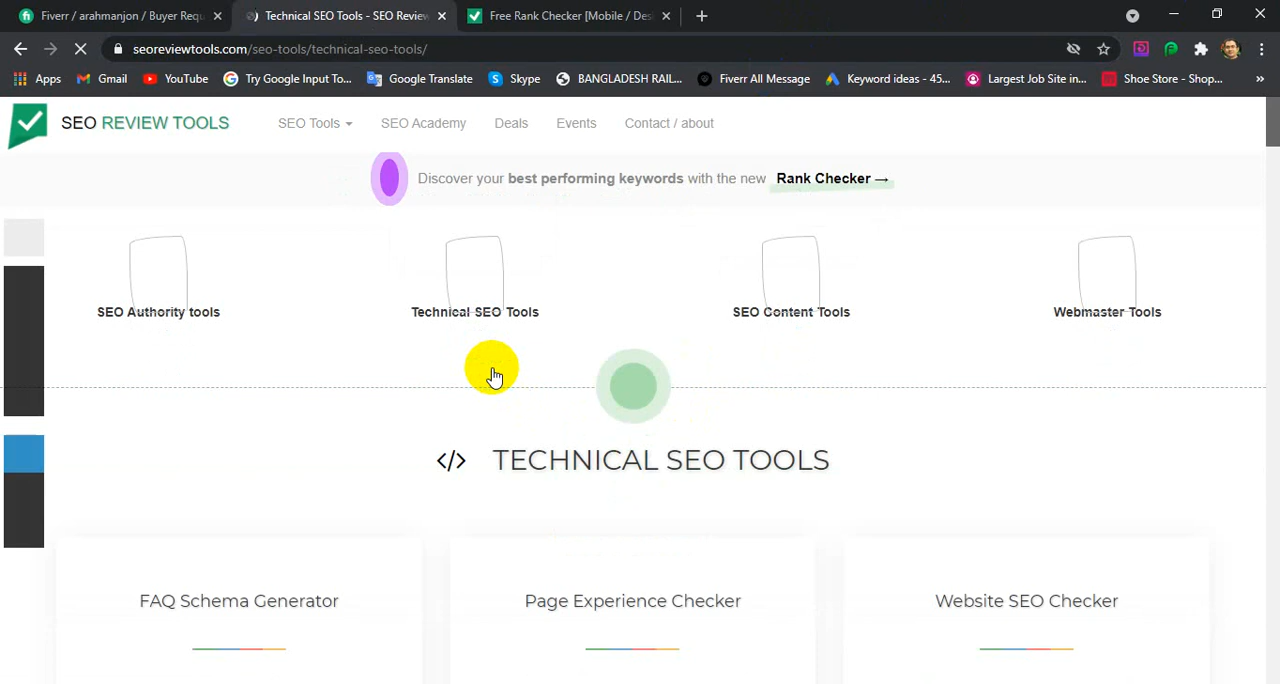 Fiverr / arahmanjon / Buyer Requ
Technical SEO Tools - SEO Review
Free Rank Checker [Mobile / Des
seoreviewtools.com/seo-tools/technical-seo-tools/
Apps
Gmail
YouTube
Try Google Input To...
Google Translate
Skype
BANGLADESH RAIL...
Fiverr All Message
Keyword ideas - 45...
Largest Job Site in...
Shoe Store - Shop...
»
SEO REVIEW TOOLS
SEO Tools
SEO Academy
Deals
Events
Contact / about
Discover your best performing keywords with the new Rank Checker →
SEO Authority tools
Technical SEO Tools
SEO Content Tools
Webmaster Tools
</> TECHNICAL SEO TOOLS
FAQ Schema Generator
Page Experience Checker
Website SEO Checker